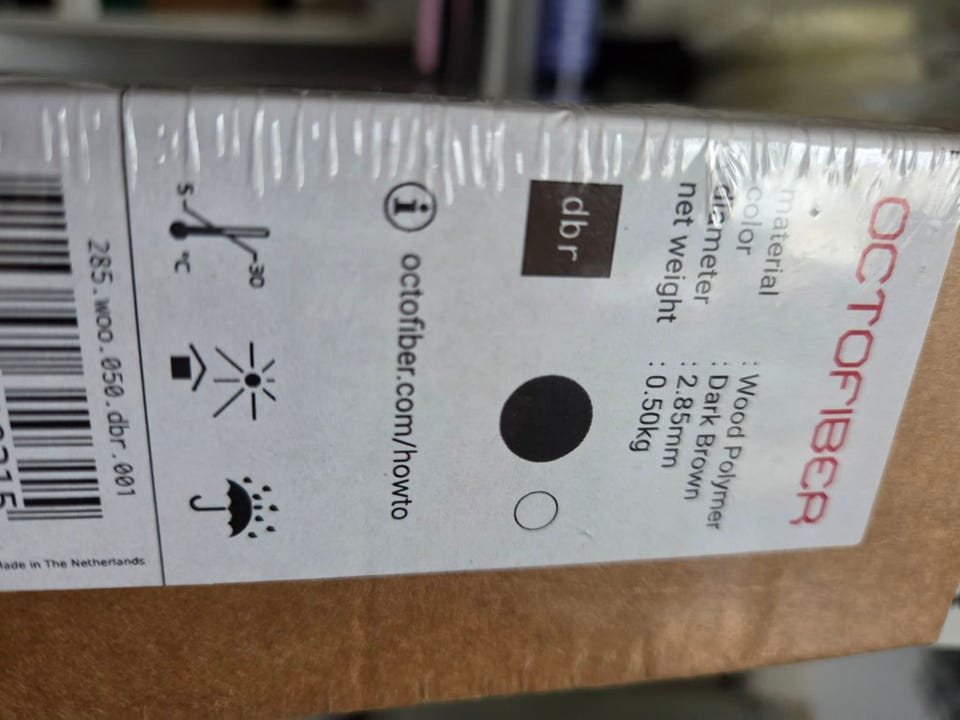 OCTOFIBER
material : Wood Polymer
color : Dark Brown
diameter : 2.85mm
net weight : 0.50kg
dbr
octofiber.com/howto
30
5
°C
285.woo.050.dbr.001
Made in The Netherlands